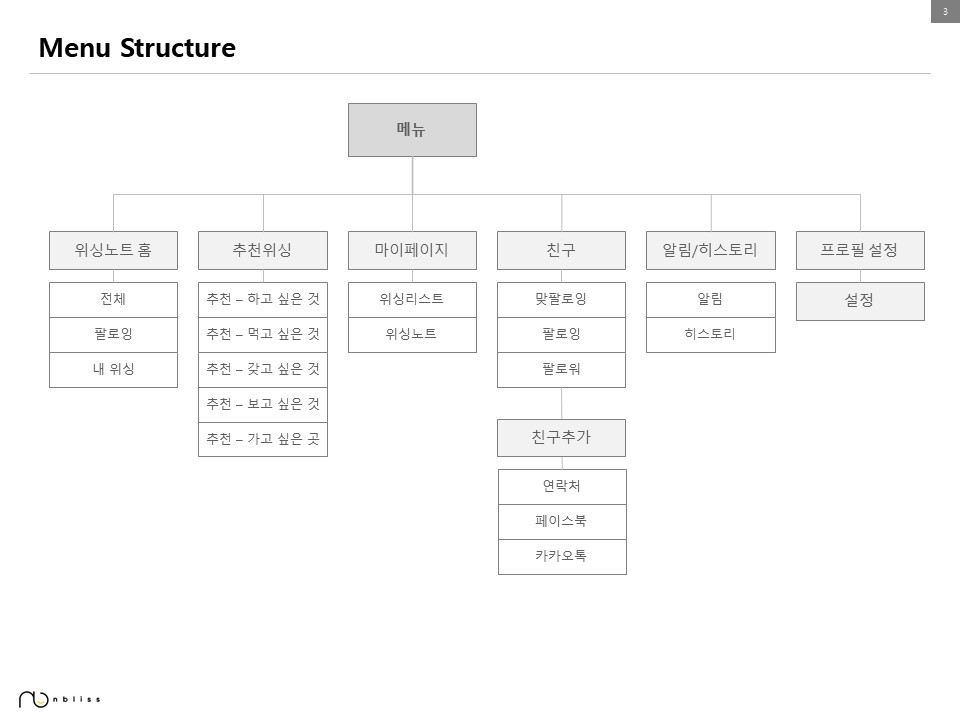 3
Menu Structure
메뉴
위싱노트 홈
전체
팔로잉
내 위싱
추천위싱
추천 – 하고 싶은 것
추천 – 먹고 싶은 것
추천 – 갖고 싶은 것
추천 – 보고 싶은 것
추천 – 가고 싶은 곳
마이페이지
위싱리스트
위싱노트
친구
맞팔로잉
팔로잉
팔로워
친구추가
연락처
페이스북
카카오톡
알림/히스토리
알림
히스토리
프로필 설정
설정
nbliss